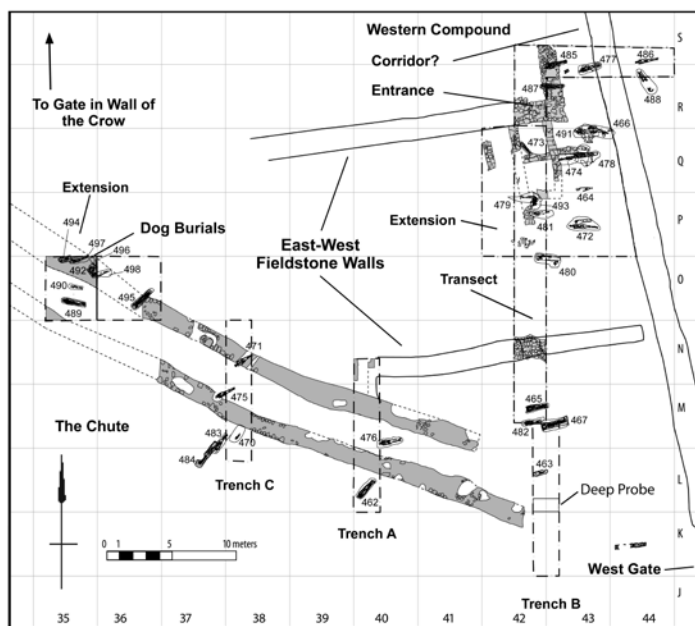 Western Compound
S
Corridor?
485
477
486
487
488
To Gate in Wall of
the Crow
Entrance
R
491
466
473
Q
474
478
Extension
479
493
464
494
497
Dog Burials
496
Extension
481
472
P
492
498
East-West
Fieldstone Walls
480
O
490
495
489
Transect
471
N
475
465
M
The Chute
483
470
476
482
467
484
463
L
Trench C
462
Deep Probe
0 1 5 10 meters
Trench A
K
West Gate
J
Trench B
35 36 37 38 39 40 41 42 43 44